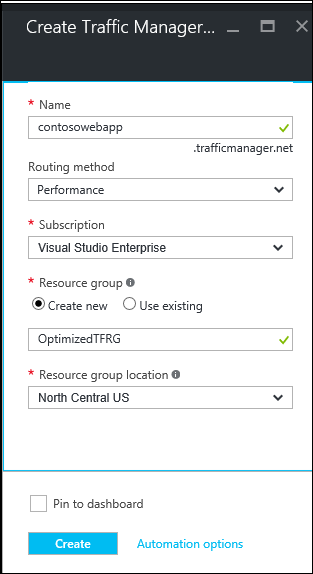 Create Traffic Manager...
* Name
contosowebapp
.trafficmanager.net
Routing method
Performance
* Subscription
Visual Studio Enterprise
* Resource group
Create new Use existing
OptimizedTFRG
* Resource group location
North Central US
Pin to dashboard
Create Automation options